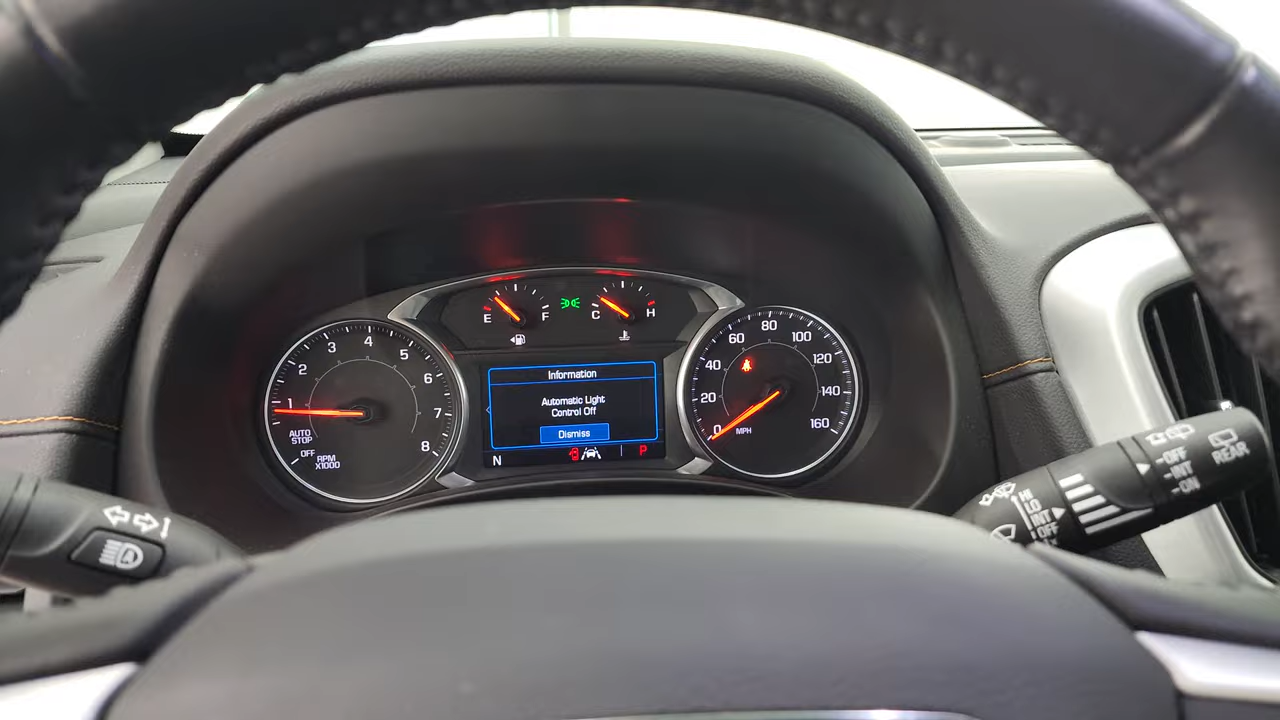 E F
C H
1 2 3 4 5 6 7 8
AUTO
STOP
OFF
RPM
X1000
Information
Automatic Light
Control Off
Dismiss
N P
0 20 40 60 80 100 120 140 160
MPH
HI
LO
INT
OFF
1x
OFF
INT
ON
REAR